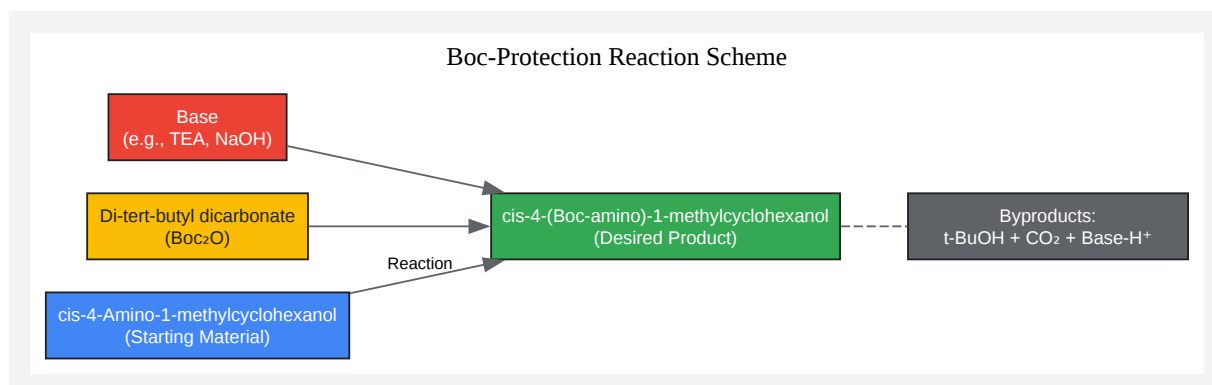 Boc-Protection Reaction Scheme
Base
(e.g., TEA, NaOH)
Di-tert-butyl dicarbonate
(Boc₂O)
cis-4-(Boc-amino)-1-methylcyclohexanol
(Desired Product)
Byproducts:
t-BuOH + CO₂ + Base-H⁺
Reaction
cis-4-Amino-1-methylcyclohexanol
(Starting Material)